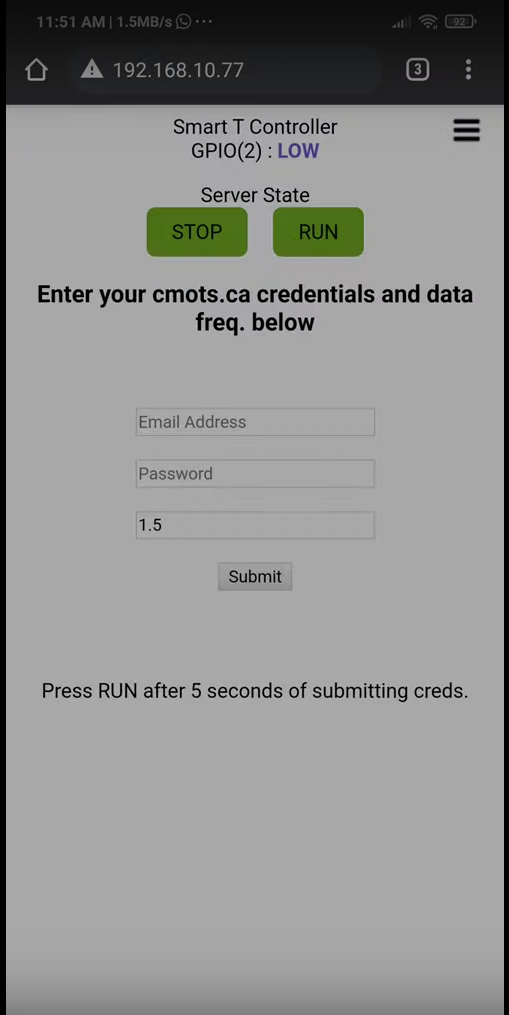 11:51 AM | 1.5MB/s ...
92
192.168.10.77
3
Smart T Controller
GPIO(2) : LOW
Server State
STOP RUN
Enter your cmots.ca credentials and data
freq. below
Email Address
Password
1.5
Submit
Press RUN after 5 seconds of submitting creds.